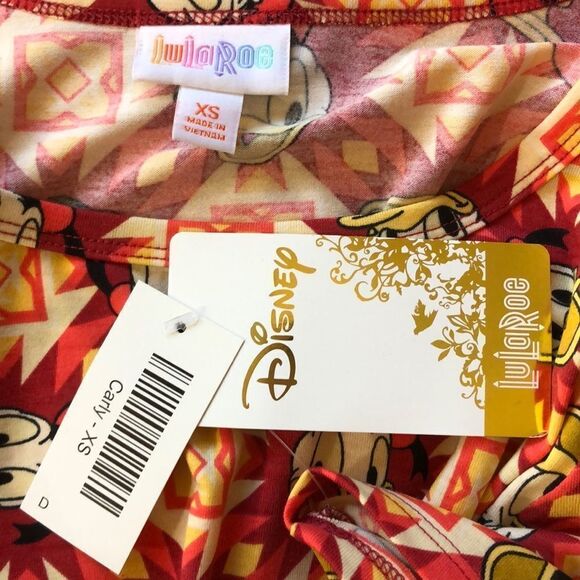 LuLaRoe
XS
MADE IN
VIETNAM
DISNEY
LuLaRoe
Carly - XS
D